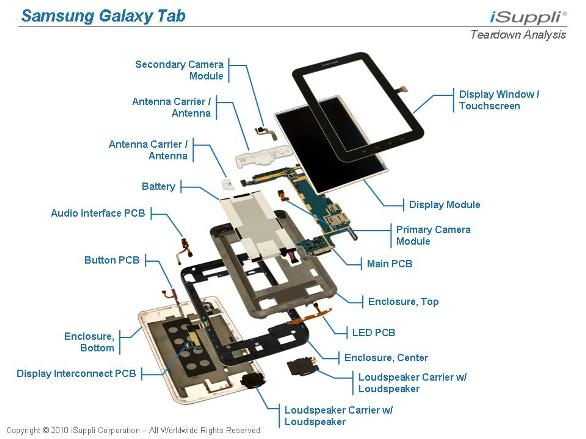 Samsung Galaxy Tab
iSuppli®
Teardown Analysis
Secondary Camera
Module
Antenna Carrier /
Antenna
Display Window /
Touchscreen
Antenna Carrier /
Antenna
Battery
Display Module
Audio Interface PCB
Primary Camera
Module
Button PCB
Main PCB
Enclosure, Top
LED PCB
Enclosure,
Bottom
Enclosure, Center
Display Interconnect PCB
Loudspeaker Carrier w/
Loudspeaker
Loudspeaker Carrier w/
Loudspeaker
Copyright © 2010 iSuppli Corporation – All Worldwide Rights Reserved.